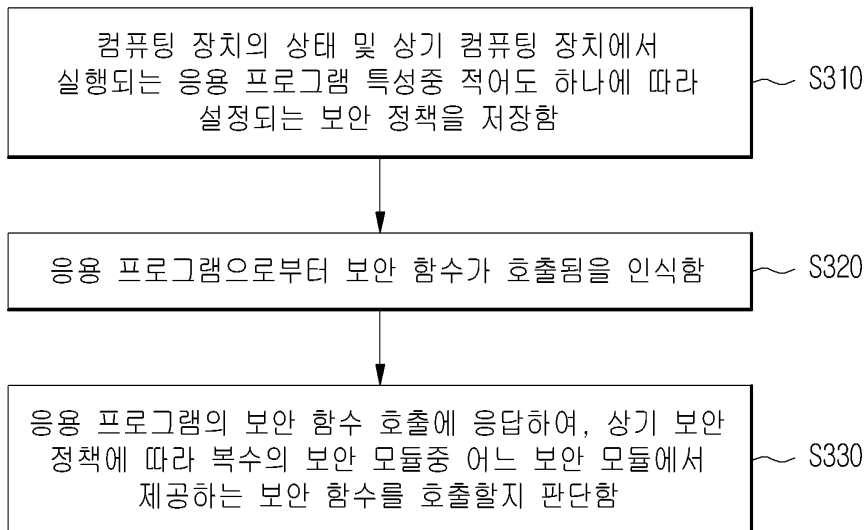 컴퓨팅 장치의 상태 및 상기 컴퓨팅 장치에서
실행되는 응용 프로그램 특성중 적어도 하나에 따라
설정되는 보안 정책을 저장함
S310
응용 프로그램으로부터 보안 함수가 호출됨을 인식함
S320
응용 프로그램의 보안 함수 호출에 응답하여, 상기 보안
정책에 따라 복수의 보안 모듈중 어느 보안 모듈에서
제공하는 보안 함수를 호출할지 판단함
S330